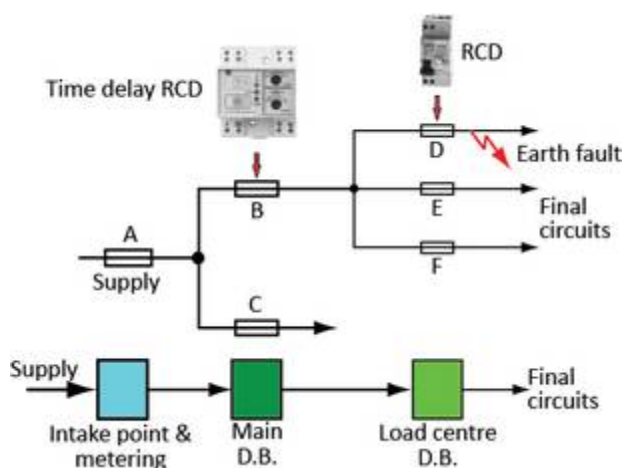 Time delay RCD
RCD
D
Earth fault
B
E
Final
circuits
A
Supply
F
C
Supply
Intake point &
metering
Main
D.B.
Load centre
D.B.
Final
circuits